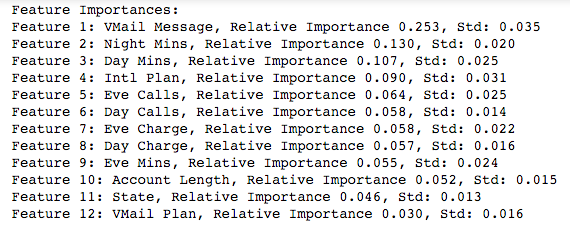 Feature Importances:
Feature 1: VMail Message, Relative Importance 0.253, Std: 0.035
Feature 2: Night Mins, Relative Importance 0.130, Std: 0.020
Feature 3: Day Mins, Relative Importance 0.107, Std: 0.025
Feature 4: Intl Plan, Relative Importance 0.090, Std: 0.031
Feature 5: Eve Calls, Relative Importance 0.064, Std: 0.025
Feature 6: Day Calls, Relative Importance 0.058, Std: 0.014
Feature 7: Eve Charge, Relative Importance 0.058, Std: 0.022
Feature 8: Day Charge, Relative Importance 0.057, Std: 0.016
Feature 9: Eve Mins, Relative Importance 0.055, Std: 0.024
Feature 10: Account Length, Relative Importance 0.052, Std: 0.015
Feature 11: State, Relative Importance 0.046, Std: 0.013
Feature 12: VMail Plan, Relative Importance 0.030, Std: 0.016